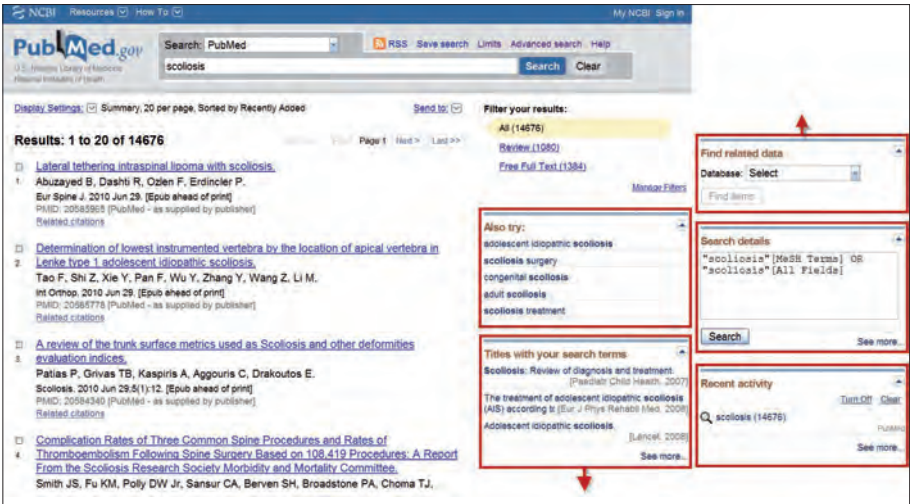 NCBI Resources How To My NCBI Sign In
PubMed.gov
U.S. National Library of Medicine
National Institutes of Health
Search: PubMed
RSS Save search Limits Advanced search Help
scoliosis
Search Clear
Display Settings: Summary, 20 per page, Sorted by Recently Added Send to:
Results: 1 to 20 of 14676
Page 1 Next > Last >>
Lateral tethering intraspinal lipoma with scoliosis.
1. Abuzayed B, Dashti R, Ozlen F, Erdincler P.
Eur Spine J. 2010 Jun 29. [Epub ahead of print]
PMID: 20585965 [PubMed - as supplied by publisher]
Related citations
Determination of lowest instrumented vertebra by the location of apical vertebra in
2. Lenke type 1 adolescent idiopathic scoliosis.
Tao F, Shi Z, Xie Y, Pan F, Wu Y, Zhang Y, Wang Z, Li M.
Int Orthop. 2010 Jun 29. [Epub ahead of print]
PMID: 20585778 [PubMed - as supplied by publisher]
Related citations
A review of the trunk surface metrics used as Scoliosis and other deformities
3. evaluation indices.
Patias P, Grivas TB, Kaspiris A, Aggouris C, Drakoutos E.
Scoliosis. 2010 Jun 29;5(1):12. [Epub ahead of print]
PMID: 20584340 [PubMed - as supplied by publisher]
Related citations
Complication Rates of Three Common Spine Procedures and Rates of
4. Thromboembolism Following Spine Surgery Based on 108,419 Procedures: A Report
From the Scoliosis Research Society Morbidity and Mortality Committee.
Smith JS, Fu KM, Polly DW Jr, Sansur CA, Berven SH, Broadstone PA, Choma TJ,
Filter your results:
All (14676)
Review (1080)
Free Full Text (1384)
Manage Filters
Also try:
adolescent idiopathic scoliosis
scoliosis surgery
congenital scoliosis
adult scoliosis
scoliosis treatment
Titles with your search terms
Scoliosis: Review of diagnosis and treatment.
[Paediatr Child Health. 2007]
The treatment of adolescent idiopathic scoliosis
(AIS) according t [Eur J Phys Rehabil Med. 2008]
Adolescent idiopathic scoliosis.
[Lancet. 2008]
See more...
Find related data
Database: Select
Find items
Search details
"scoliosis"[MeSH Terms] OR
"scoliosis"[All Fields]
Search
See more...
Recent activity
Turn Off Clear
scoliosis (14676)
PubMed
See more...